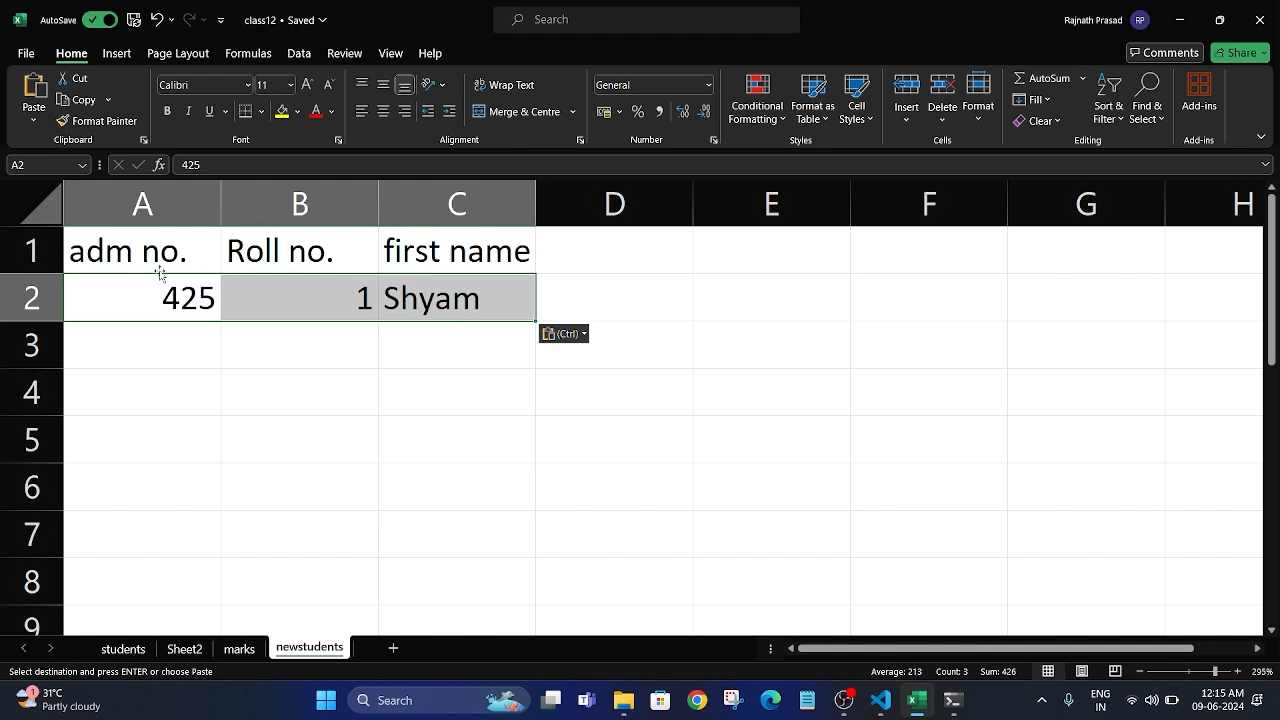 AutoSave
class12 • Saved
Search
Rajnath Prasad
RP
File Home Insert Page Layout Formulas Data Review View Help
Comments
Share
Paste
Cut
Copy
Format Painter
Clipboard
Calibri 11
B I U
Font
Wrap Text
Merge & Centre
Alignment
General
Number
Conditional Formatting
Format as Table
Cell Styles
Styles
Insert Delete Format
Cells
AutoSum
Fill
Clear
Sort & Filter
Find & Select
Editing
Add-ins
Add-ins
A2
fx 425
A B C D E F G H
1 adm no. Roll no. first name
2 425 1 Shyam
(Ctrl)
3
4
5
6
7
8
9
students Sheet2 marks newstudents
Select destination and press ENTER or choose Paste
Average: 213 Count: 3 Sum: 426
295%
1
31°C
Partly cloudy
Search
ENG
IN
12:15 AM
09-06-2024